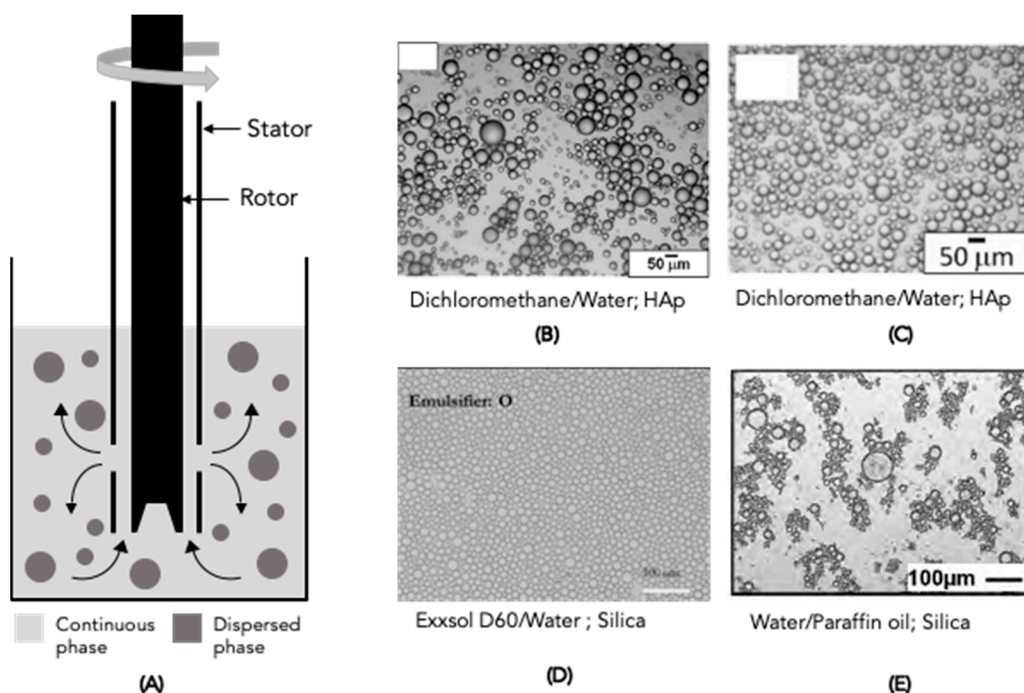 Stator
Rotor
Continuous
phase
Dispersed
phase
(A)
50 μm
Dichloromethane/Water; HAp
(B)
50 μm
Dichloromethane/Water; HAp
(C)
Emulsifier: O
Exxsol D60/Water ; Silica
(D)
100μm
Water/Paraffin oil; Silica
(E)